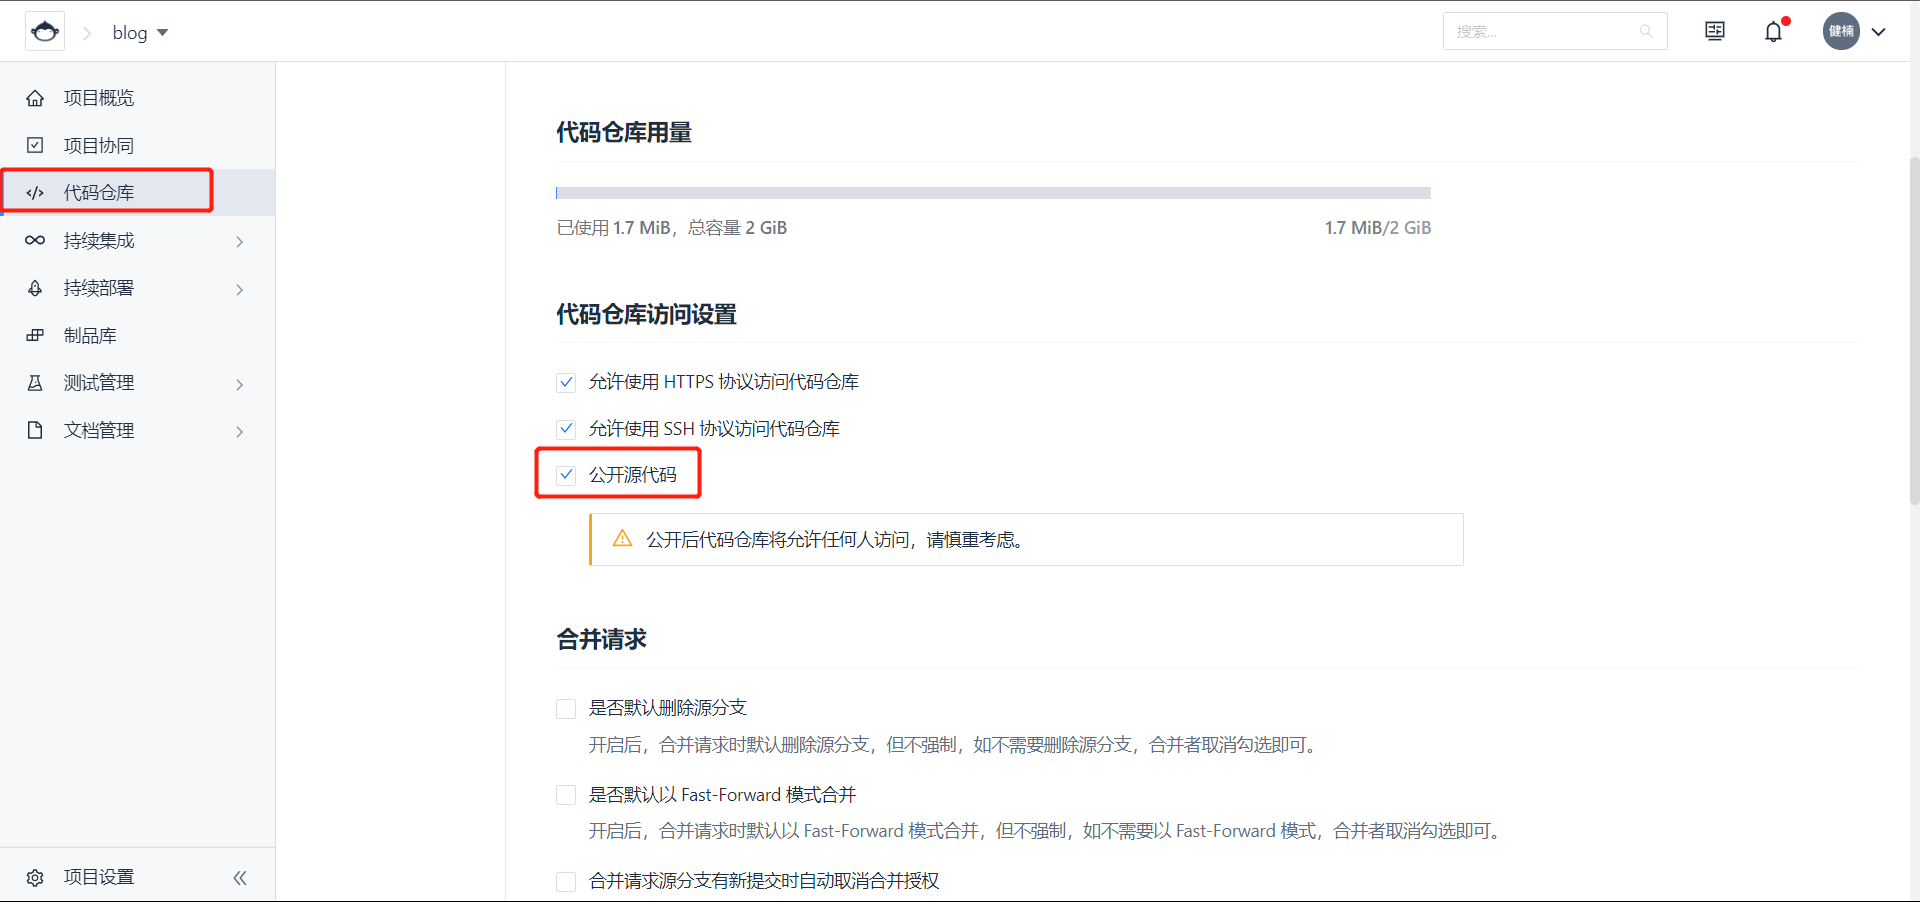 blog
搜索...
健楠
项目概览
项目协同
代码仓库
持续集成
持续部署
制品库
测试管理
文档管理
项目设置
代码仓库用量
已使用 1.7 MiB，总容量 2 GiB
1.7 MiB/2 GiB
代码仓库访问设置
允许使用 HTTPS 协议访问代码仓库
允许使用 SSH 协议访问代码仓库
公开源代码
公开后代码仓库将允许任何人访问，请慎重考虑。
合并请求
是否默认删除源分支
开启后，合并请求时默认删除源分支，但不强制，如不需要删除源分支，合并者取消勾选即可。
是否默认以 Fast-Forward 模式合并
开启后，合并请求时默认以 Fast-Forward 模式合并，但不强制，如不需要以 Fast-Forward 模式，合并者取消勾选即可。
合并请求源分支有新提交时自动取消合并授权